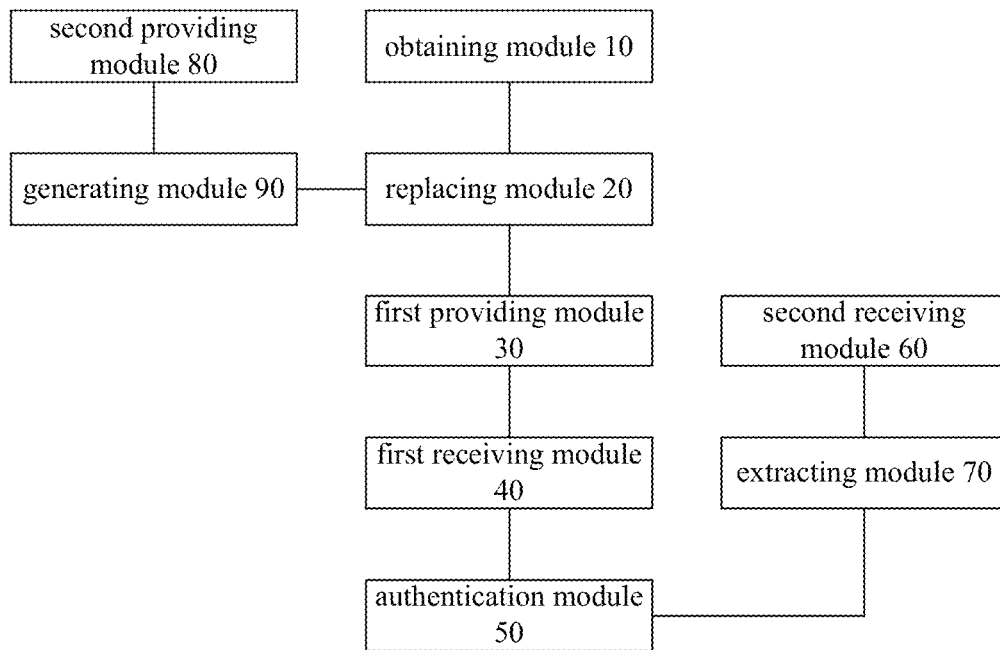 second providing
module 80
obtaining module 10
generating module 90
replacing module 20
first providing module
30
second receiving
module 60
first receiving module
40
extracting module 70
authentication module
50